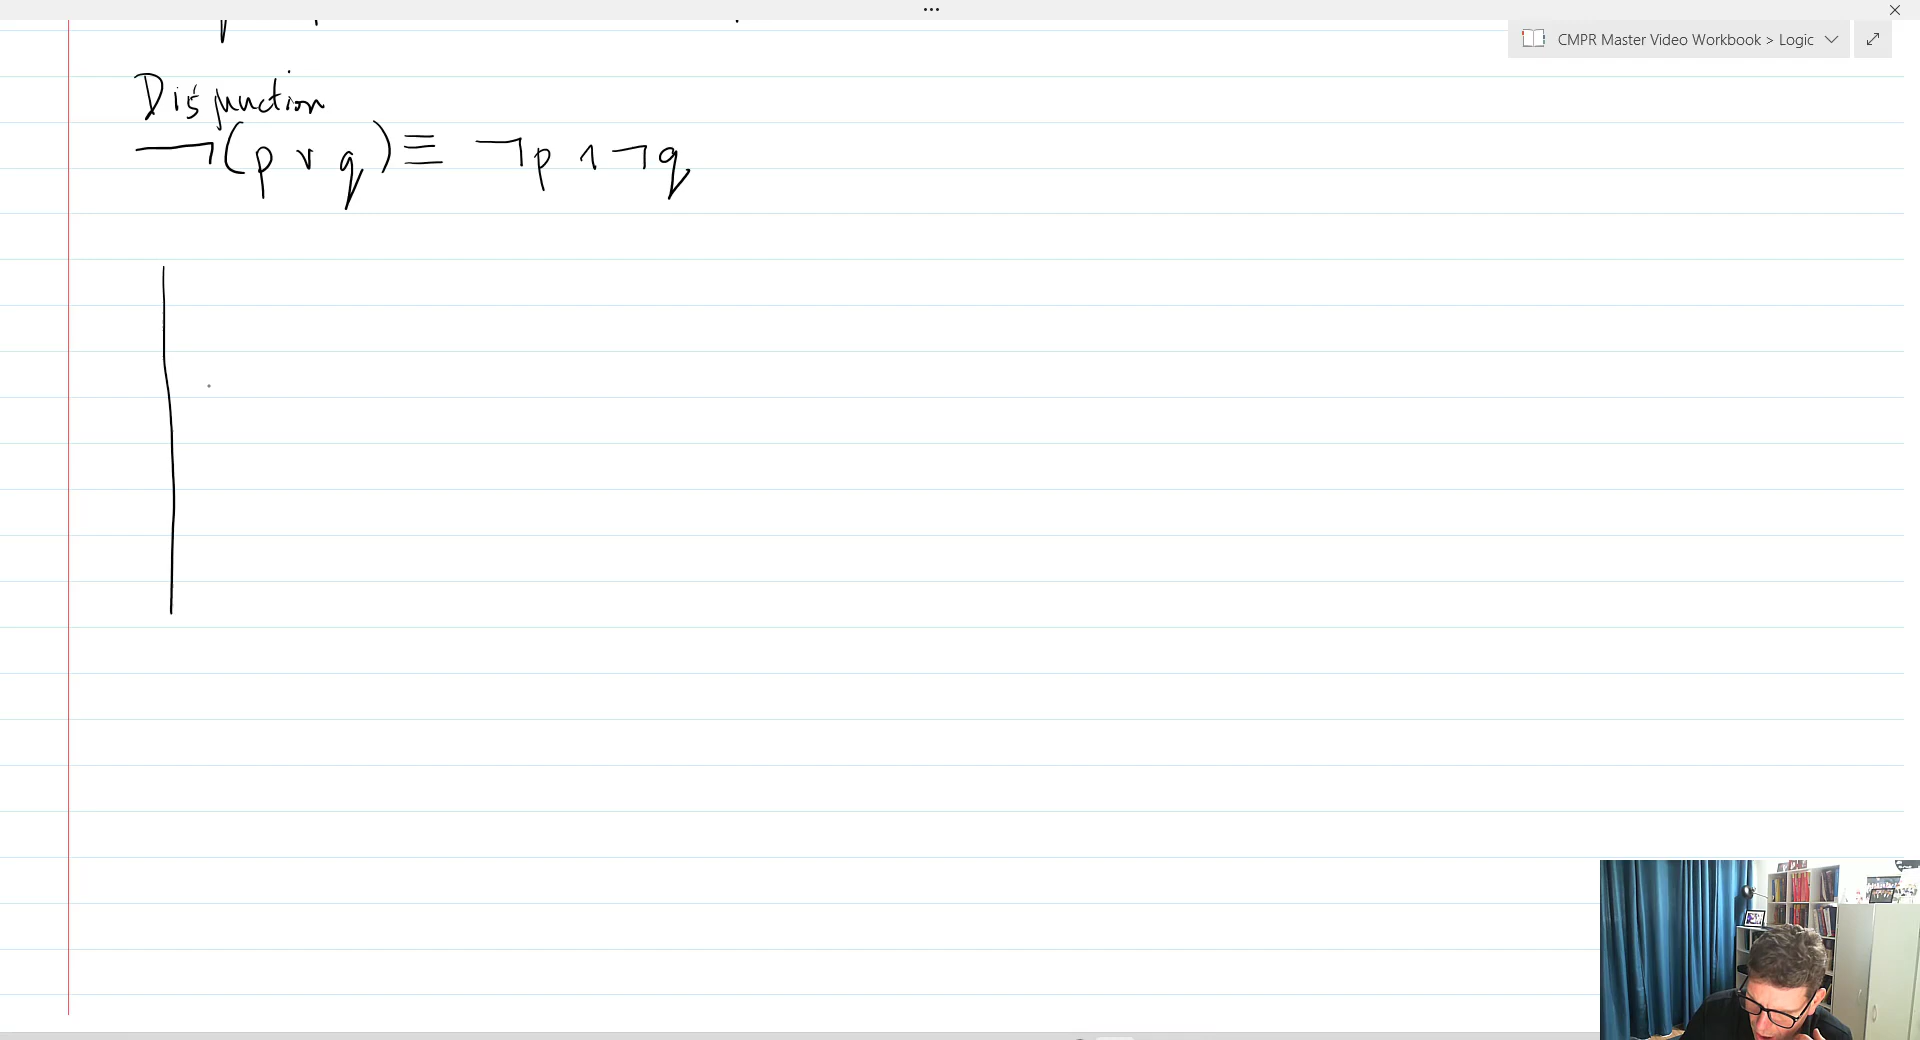 CMPR Master Video Workbook > Logic
Disjunction
¬(p ∨ q) ≡ ¬p ∧ ¬q